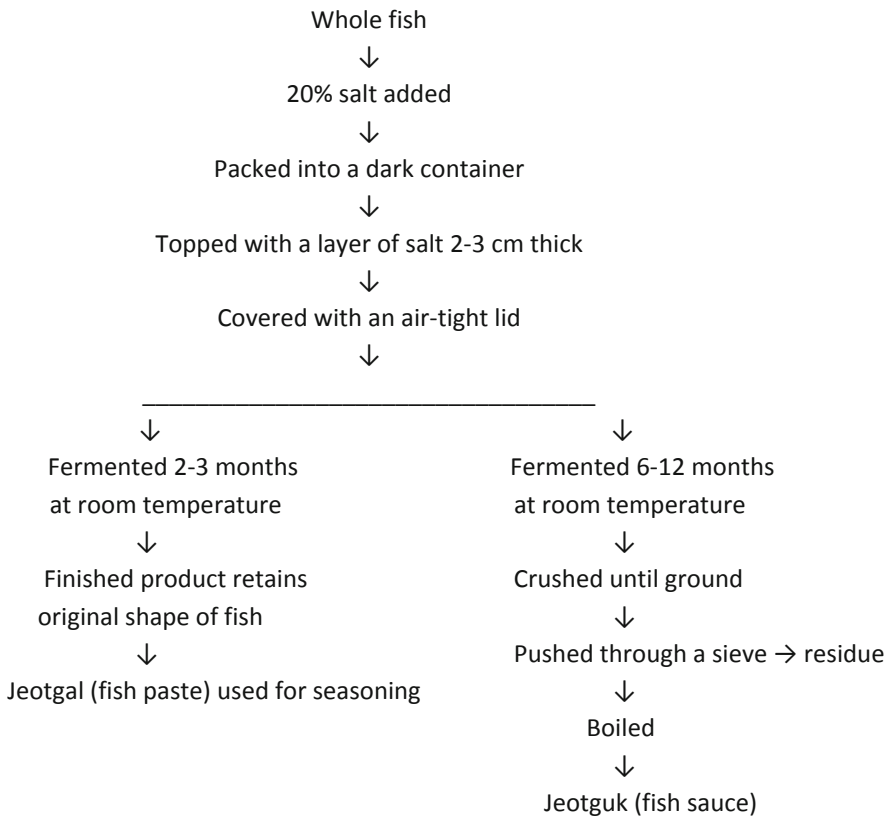 Whole fish
↓
20% salt added
↓
Packed into a dark container
↓
Topped with a layer of salt 2-3 cm thick
↓
Covered with an air-tight lid
↓
↓
Fermented 2-3 months
at room temperature
↓
Finished product retains
original shape of fish
↓
Jeotgal (fish paste) used for seasoning
↓
Fermented 6-12 months
at room temperature
↓
Crushed until ground
↓
Pushed through a sieve → residue
↓
Boiled
↓
Jeotguk (fish sauce)